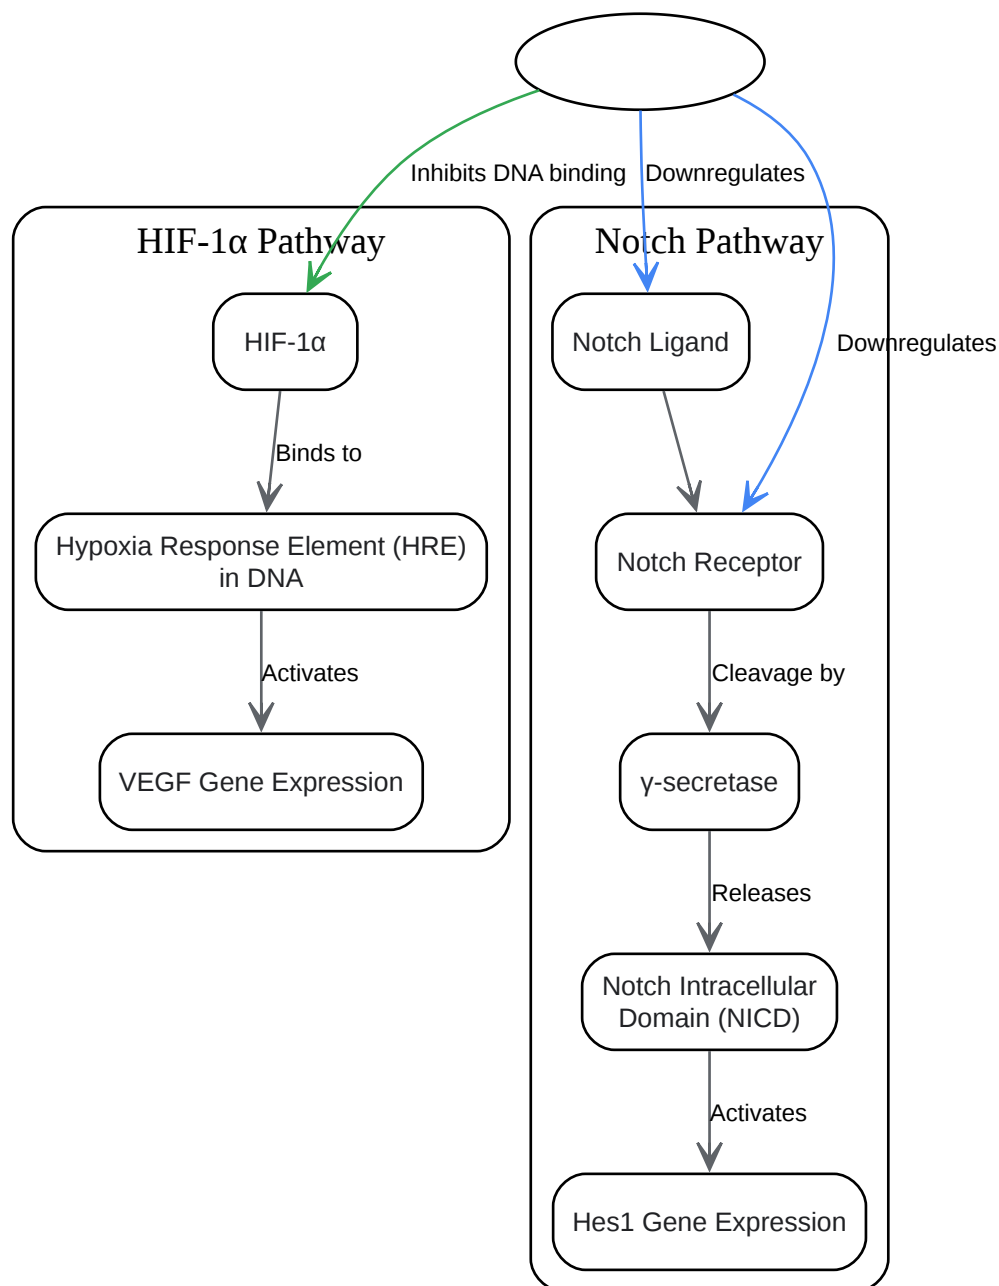 Inhibits DNA binding
Downregulates
HIF-1α Pathway
Notch Pathway
HIF-1α
Notch Ligand
Downregulates
Binds to
Hypoxia Response Element (HRE)
in DNA
Notch Receptor
Activates
Cleavage by
VEGF Gene Expression
γ-secretase
Releases
Notch Intracellular
Domain (NICD)
Activates
Hes1 Gene Expression